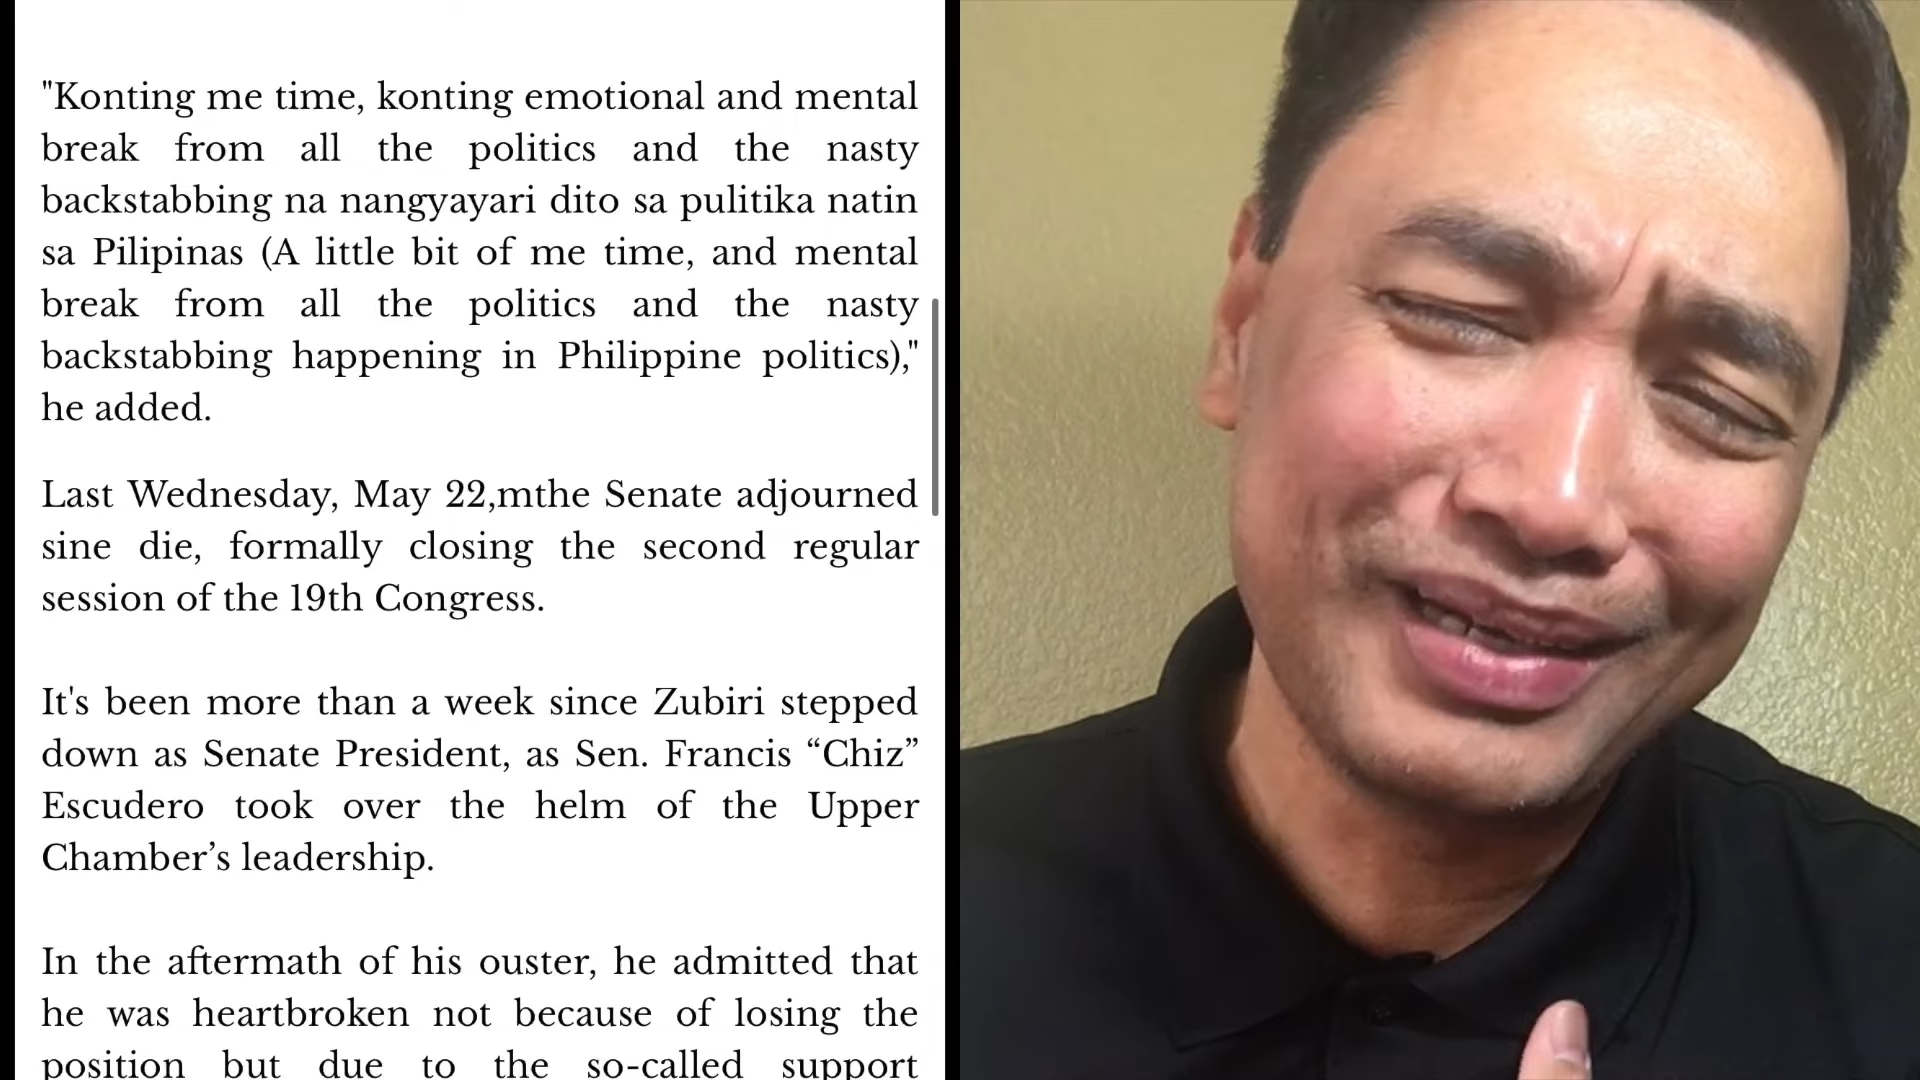 "Konting me time, konting emotional and mental
break from all the politics and the nasty
backstabbing na nangyayari dito sa pulitika natin
sa Pilipinas (A little bit of me time, and mental
break from all the politics and the nasty
backstabbing happening in Philippine politics),"
he added.
Last Wednesday, May 22,mthe Senate adjourned
sine die, formally closing the second regular
session of the 19th Congress.
It's been more than a week since Zubiri stepped
down as Senate President, as Sen. Francis “Chiz”
Escudero took over the helm of the Upper
Chamber’s leadership.
In the aftermath of his ouster, he admitted that
he was heartbroken not because of losing the
position but due to the so-called support